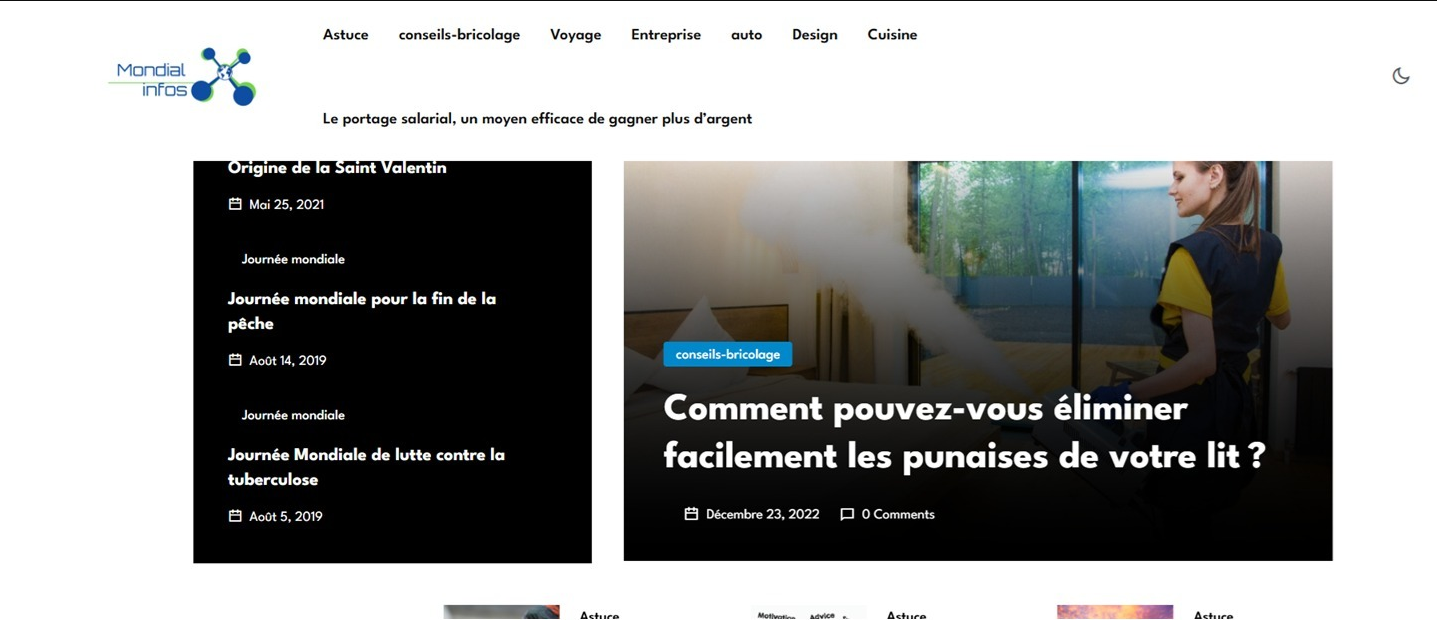 Astuce conseils-bricolage Voyage Entreprise auto Design Cuisine
Mondial
infos
Le portage salarial, un moyen efficace de gagner plus d’argent
Origine de la Saint Valentin
Mai 25, 2021
Journée mondiale
Journée mondiale pour la fin de la
pêche
Août 14, 2019
Journée mondiale
Journée Mondiale de lutte contre la
tuberculose
Août 5, 2019
conseils-bricolage
Comment pouvez-vous éliminer
facilement les punaises de votre lit ?
Décembre 23, 2022 0 Comments
Astuce
Motivation Advice
Astuce
Astuce